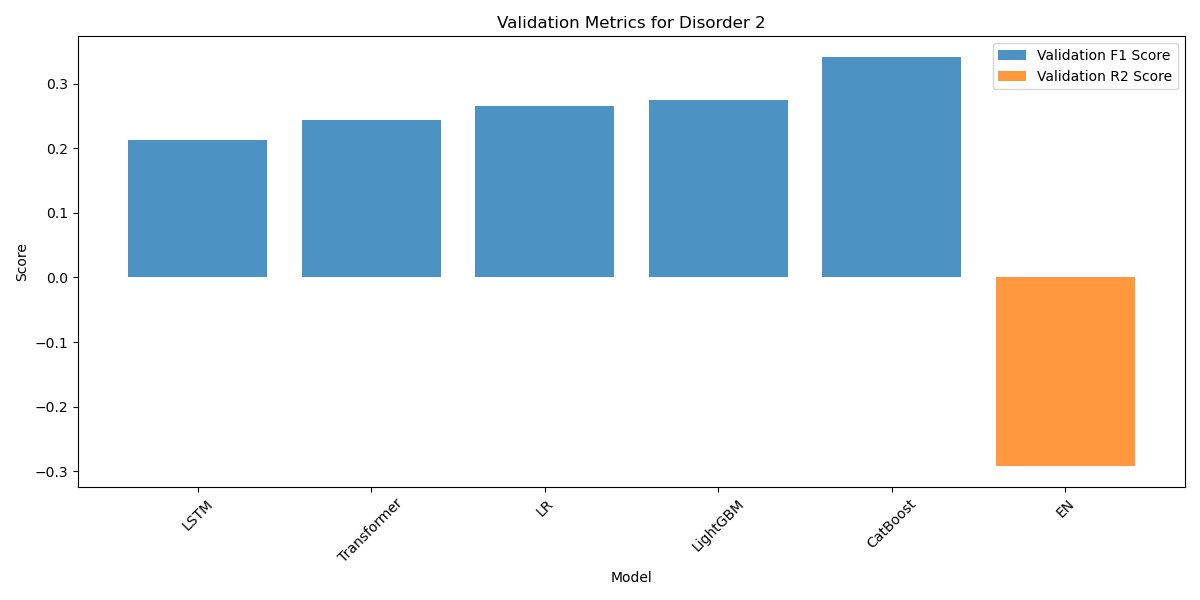 Validation Metrics for Disorder 2
Validation F1 Score
Validation R2 Score
Score
0.3
0.2
0.1
0.0
−0.1
−0.2
−0.3
LSTM
Transformer
LR
LightGBM
CatBoost
EN
Model